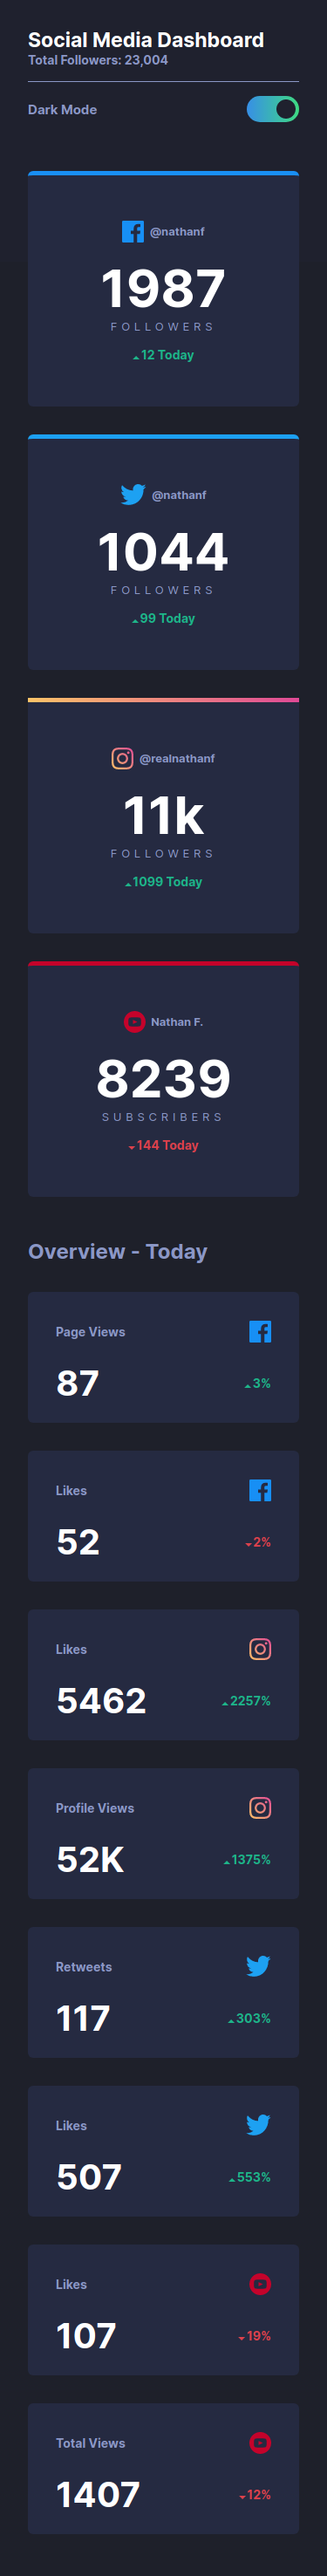 Social Media Dashboard
Total Followers: 23,004
Dark Mode
@nathanf
1987
FOLLOWERS
12 Today
@nathanf
1044
FOLLOWERS
99 Today
@realnathanf
11k
FOLLOWERS
1099 Today
Nathan F.
8239
SUBSCRIBERS
144 Today
Overview - Today
Page Views
87
3%
Likes
52
2%
Likes
5462
2257%
Profile Views
52K
1375%
Retweets
117
303%
Likes
507
553%
Likes
107
19%
Total Views
1407
12%